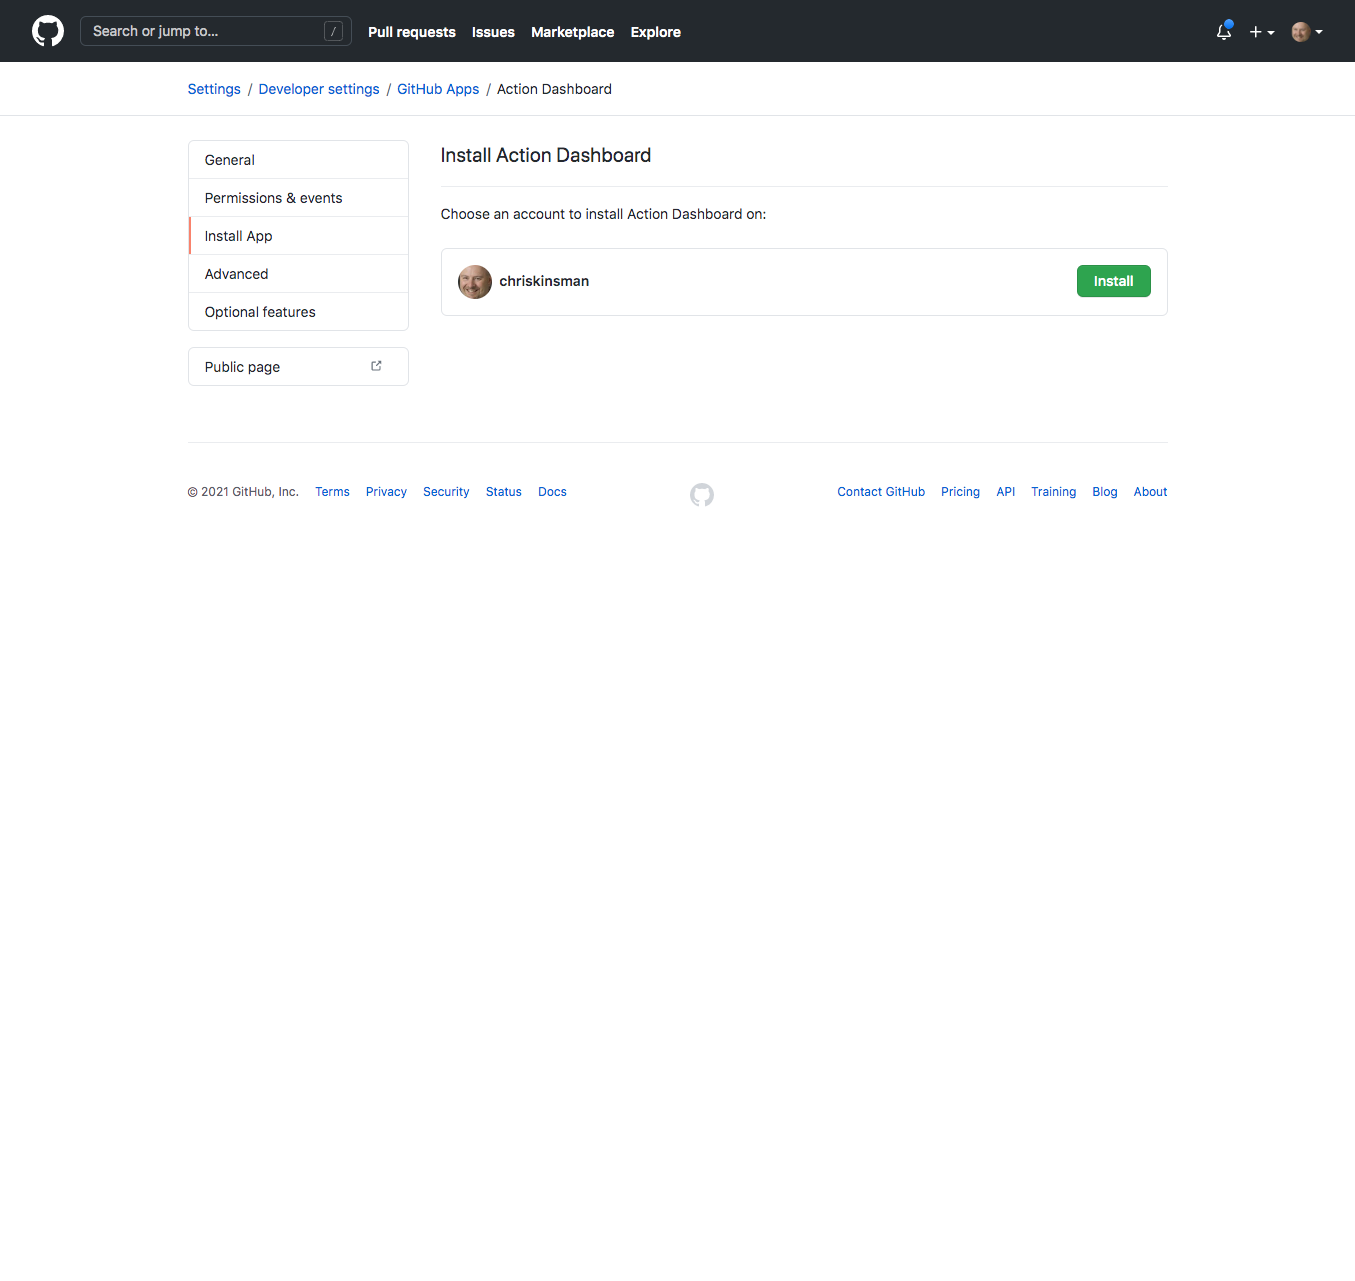 Search or jump to...
/
Pull requests Issues Marketplace Explore
Settings / Developer settings / GitHub Apps / Action Dashboard
General
Permissions & events
Install App
Advanced
Optional features
Public page
Install Action Dashboard
Choose an account to install Action Dashboard on:
chriskinsman
Install
© 2021 GitHub, Inc. Terms Privacy Security Status Docs
Contact GitHub Pricing API Training Blog About